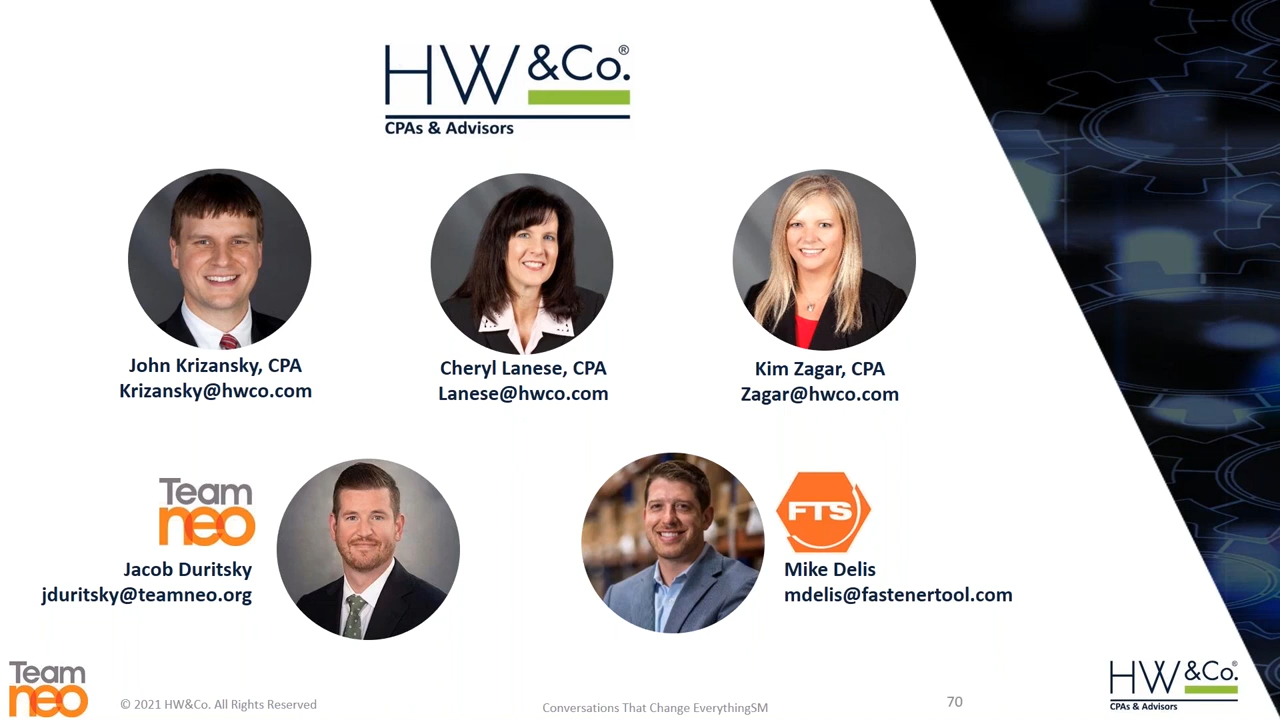 HW&Co.®
CPAs & Advisors
John Krizansky, CPA
Krizansky@hwco.com
Cheryl Lanese, CPA
Lanese@hwco.com
Kim Zagar, CPA
Zagar@hwco.com
Team
neo
Jacob Duritsky
jduritsky@teamneo.org
FTS
Mike Delis
mdelis@fastenertool.com
Team
neo
© 2021 HW&Co. All Rights Reserved
Conversations That Change EverythingSM
70
HW&Co.®
CPAs & Advisors